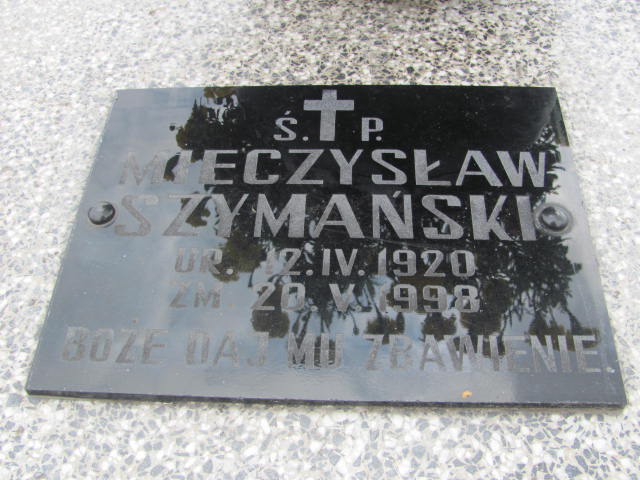 Ś. P.
MIECZYSŁAW
SZYMAŃSKI
UR. 12.IV.1920
ZM. 20.V.1998
BOŻE DAJ MU ZBAWIENIE